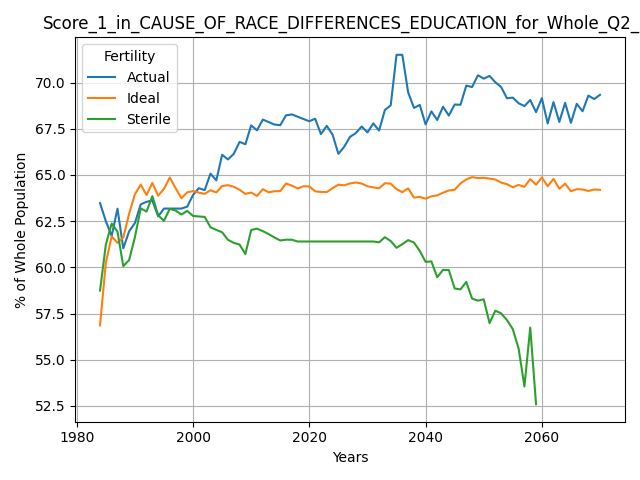 Score_1_in_CAUSE_OF_RACE_DIFFERENCES_EDUCATION_for_Whole_Q2_
Fertility
Actual
Ideal
Sterile
% of Whole Population
70.0
67.5
65.0
62.5
60.0
57.5
55.0
52.5
1980
2000
2020
2040
2060
Years